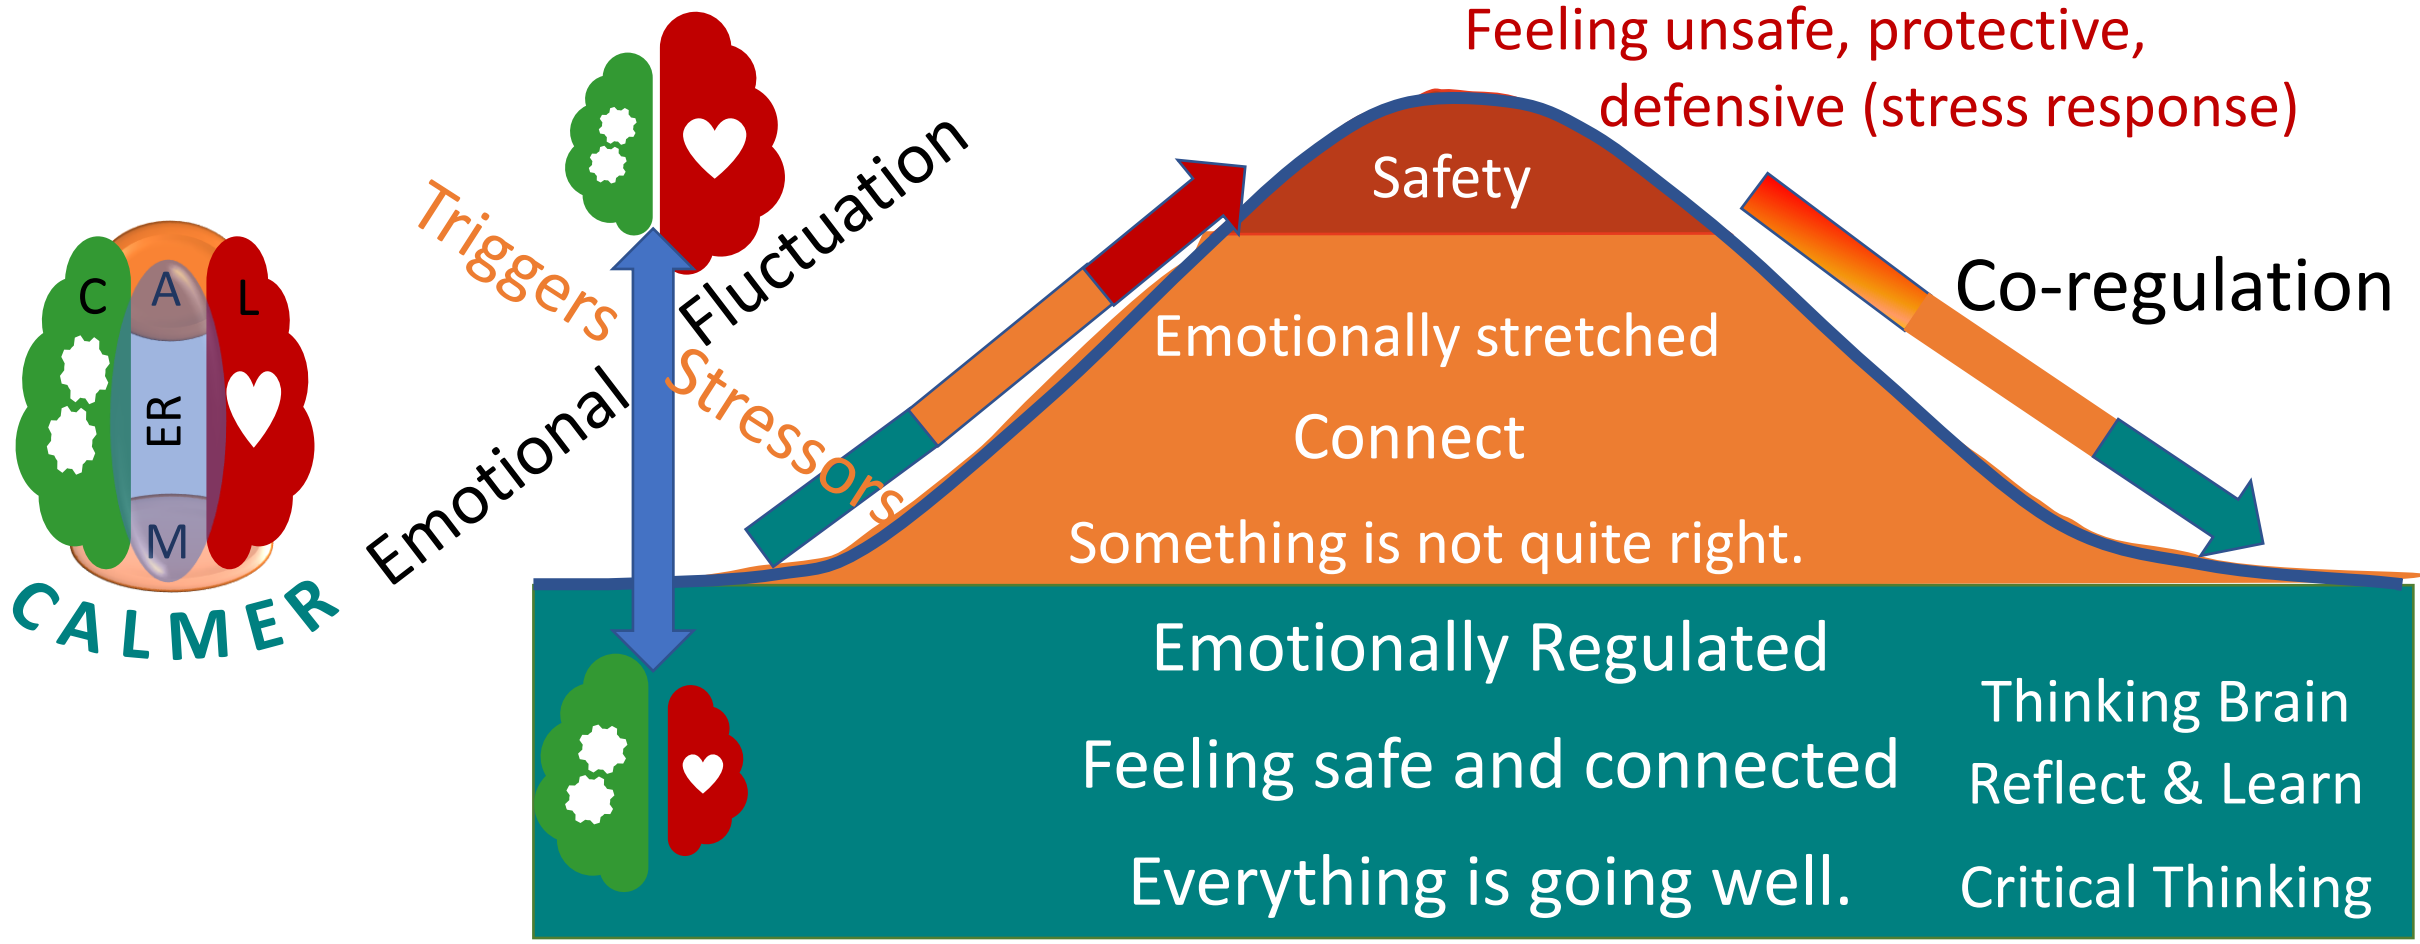 C A L
ER
M
CALMER
Triggers
Stressors
Emotional Fluctuation
Feeling unsafe, protective,
defensive (stress response)
Safety
Emotionally stretched
Connect
Something is not quite right.
Co-regulation
Emotionally Regulated
Feeling safe and connected
Everything is going well.
Thinking Brain
Reflect & Learn
Critical Thinking